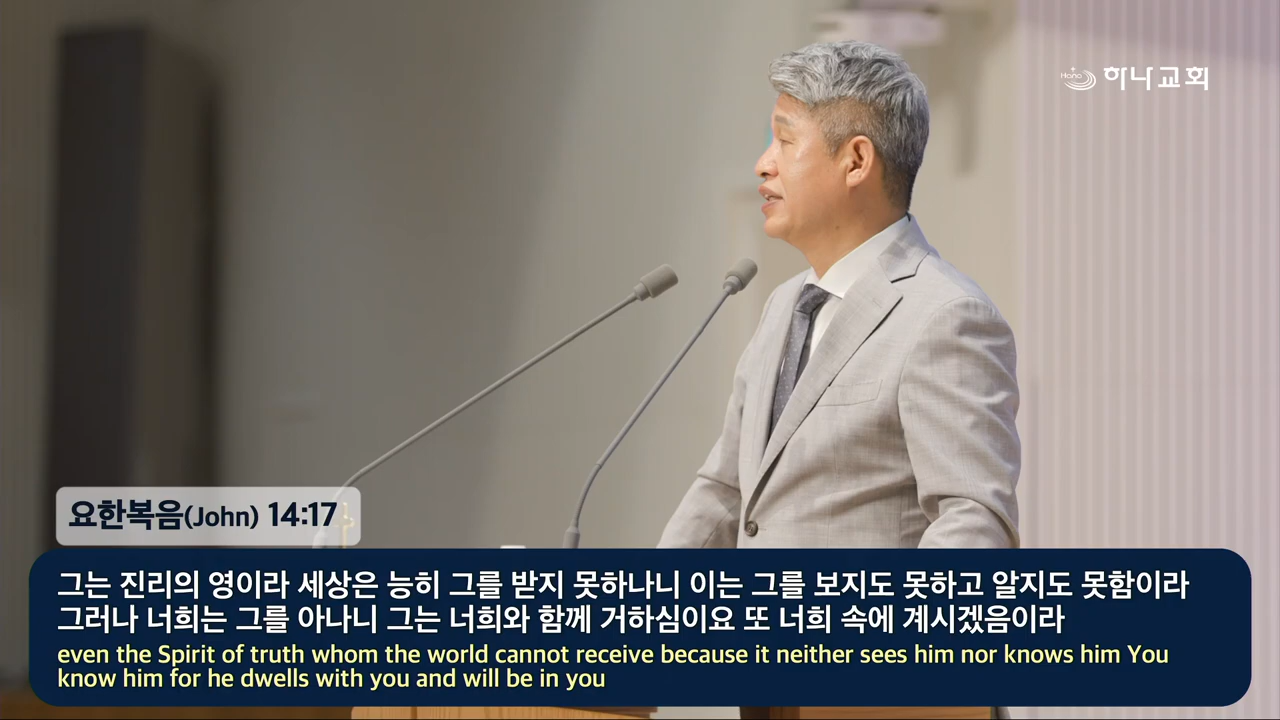 Hana 하나교회
요한복음(John) 14:17
그는 진리의 영이라 세상은 능히 그를 받지 못하나니 이는 그를 보지도 못하고 알지도 못함이라
그러나 너희는 그를 아나니 그는 너희와 함께 거하심이요 또 너희 속에 계시겠음이라
even the Spirit of truth whom the world cannot receive because it neither sees him nor knows him You
know him for he dwells with you and will be in you